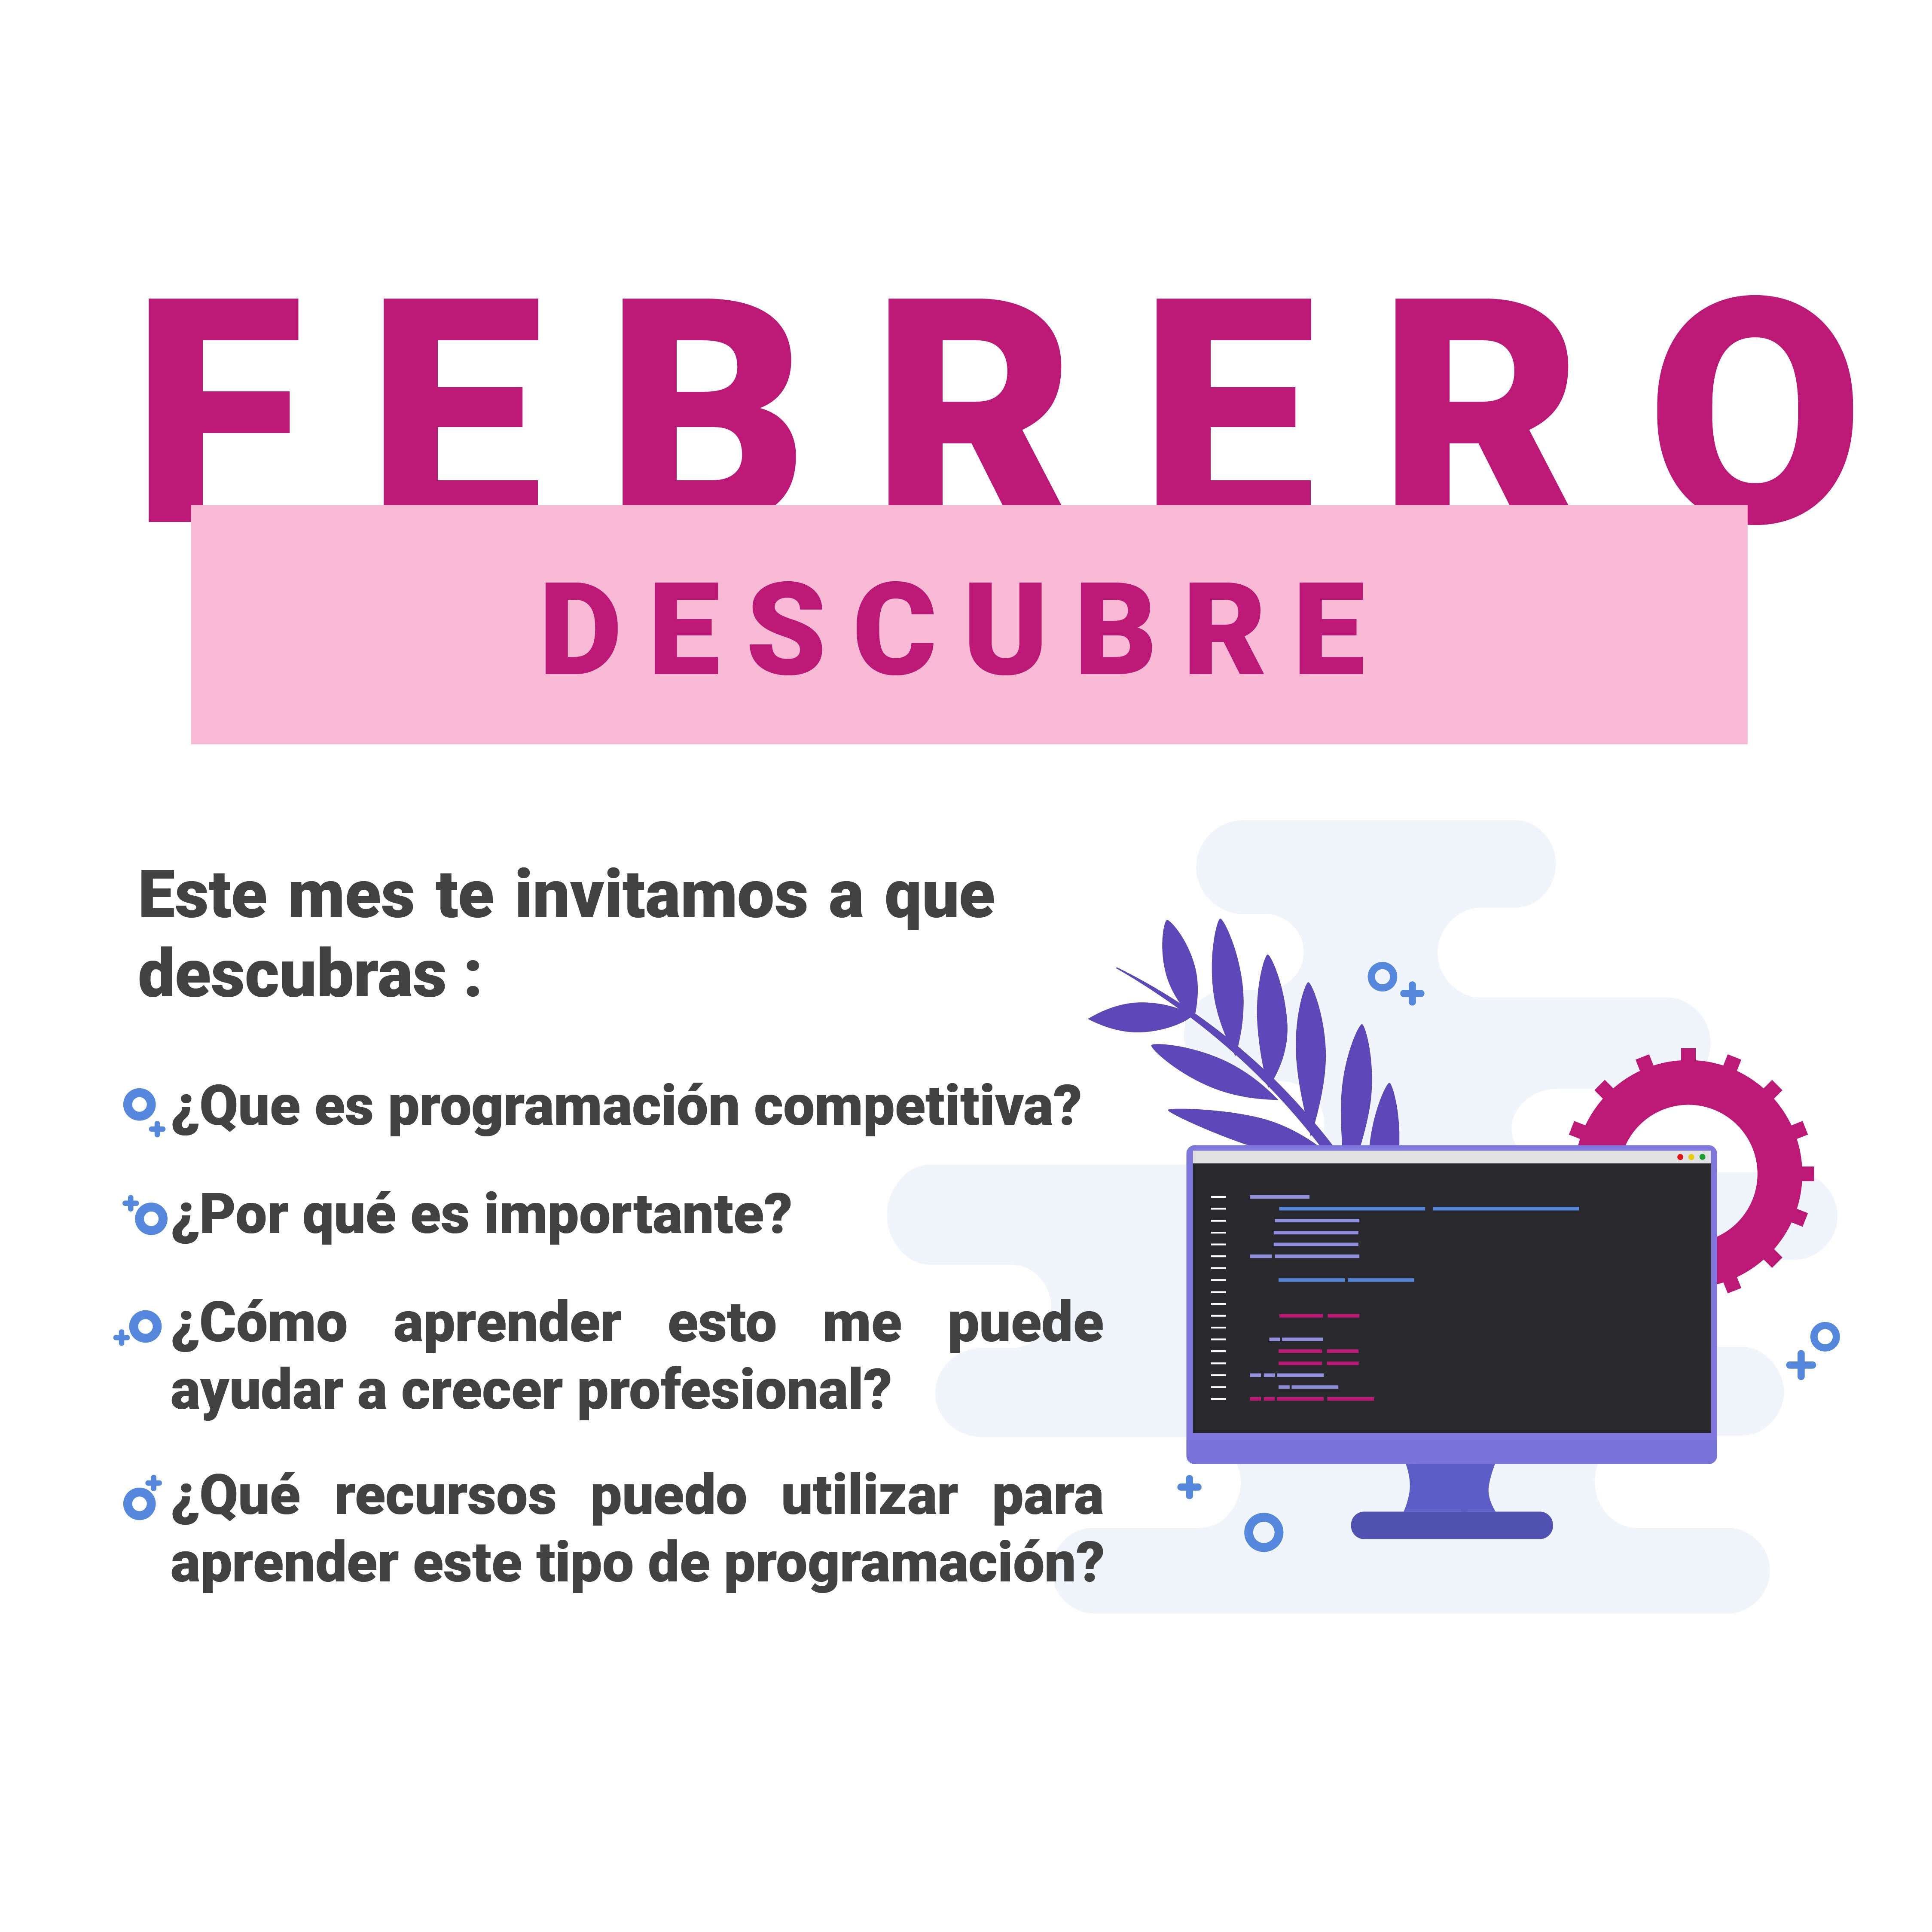 FEBRERO
DESCUBRE
Este mes te invitamos a que
descubras :
¿Que es programación competitiva?
¿Por qué es importante?
¿Cómo aprender esto me puede
ayudar a crecer profesional?
¿Qué recursos puedo utilizar para
aprender este tipo de programación?